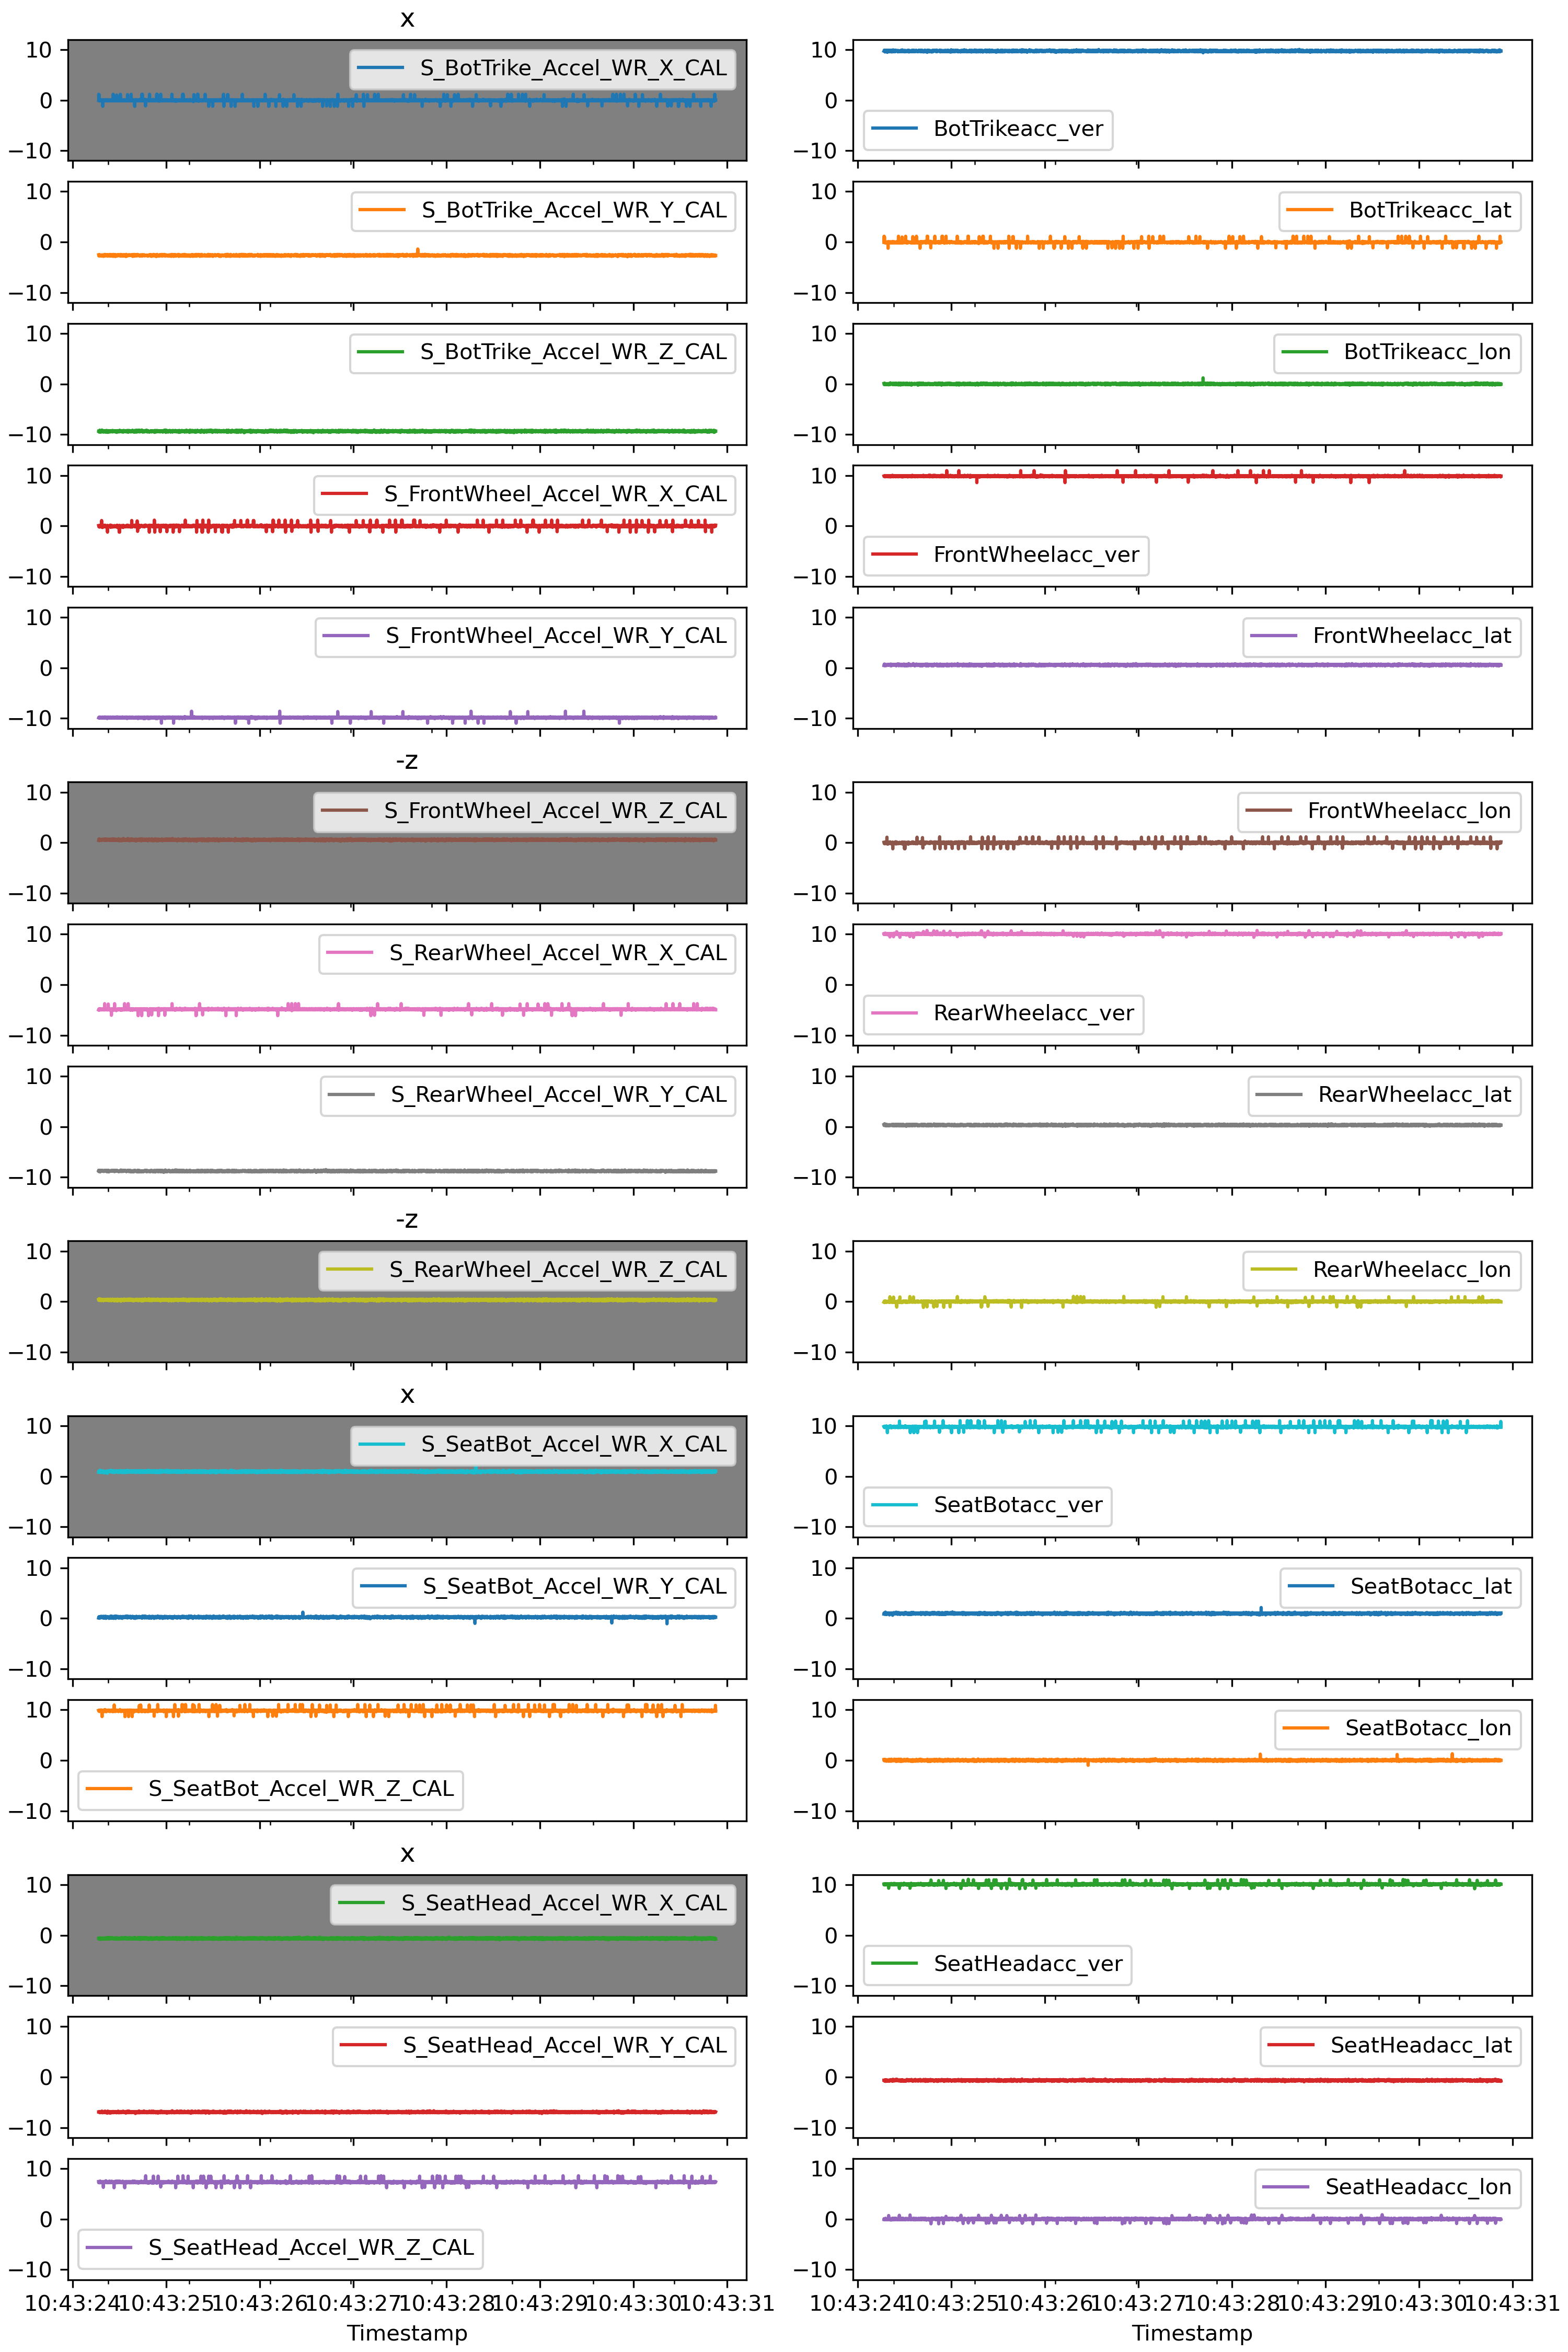 x
10
0
−10
S_BotTrike_Accel_WR_X_CAL
10
0
−10
BotTrikeacc_ver
10
0
−10
S_BotTrike_Accel_WR_Y_CAL
10
0
−10
BotTrikeacc_lat
10
0
−10
S_BotTrike_Accel_WR_Z_CAL
10
0
−10
BotTrikeacc_lon
10
0
−10
S_FrontWheel_Accel_WR_X_CAL
10
0
−10
FrontWheelacc_ver
10
0
−10
S_FrontWheel_Accel_WR_Y_CAL
10
0
−10
FrontWheelacc_lat
-z
10
0
−10
S_FrontWheel_Accel_WR_Z_CAL
10
0
−10
FrontWheelacc_lon
10
0
−10
S_RearWheel_Accel_WR_X_CAL
10
0
−10
RearWheelacc_ver
10
0
−10
S_RearWheel_Accel_WR_Y_CAL
10
0
−10
RearWheelacc_lat
-z
10
0
−10
S_RearWheel_Accel_WR_Z_CAL
10
0
−10
RearWheelacc_lon
x
10
0
−10
S_SeatBot_Accel_WR_X_CAL
10
0
−10
SeatBotacc_ver
10
0
−10
S_SeatBot_Accel_WR_Y_CAL
10
0
−10
SeatBotacc_lat
10
0
−10
S_SeatBot_Accel_WR_Z_CAL
10
0
−10
SeatBotacc_lon
x
10
0
−10
S_SeatHead_Accel_WR_X_CAL
10
0
−10
SeatHeadacc_ver
10
0
−10
S_SeatHead_Accel_WR_Y_CAL
10
0
−10
SeatHeadacc_lat
10
0
−10
S_SeatHead_Accel_WR_Z_CAL
10
0
−10
SeatHeadacc_lon
10:43:24 10:43:25 10:43:26 10:43:27 10:43:28 10:43:29 10:43:30 10:43:31
Timestamp
10:43:24 10:43:25 10:43:26 10:43:27 10:43:28 10:43:29 10:43:30 10:43:31
Timestamp